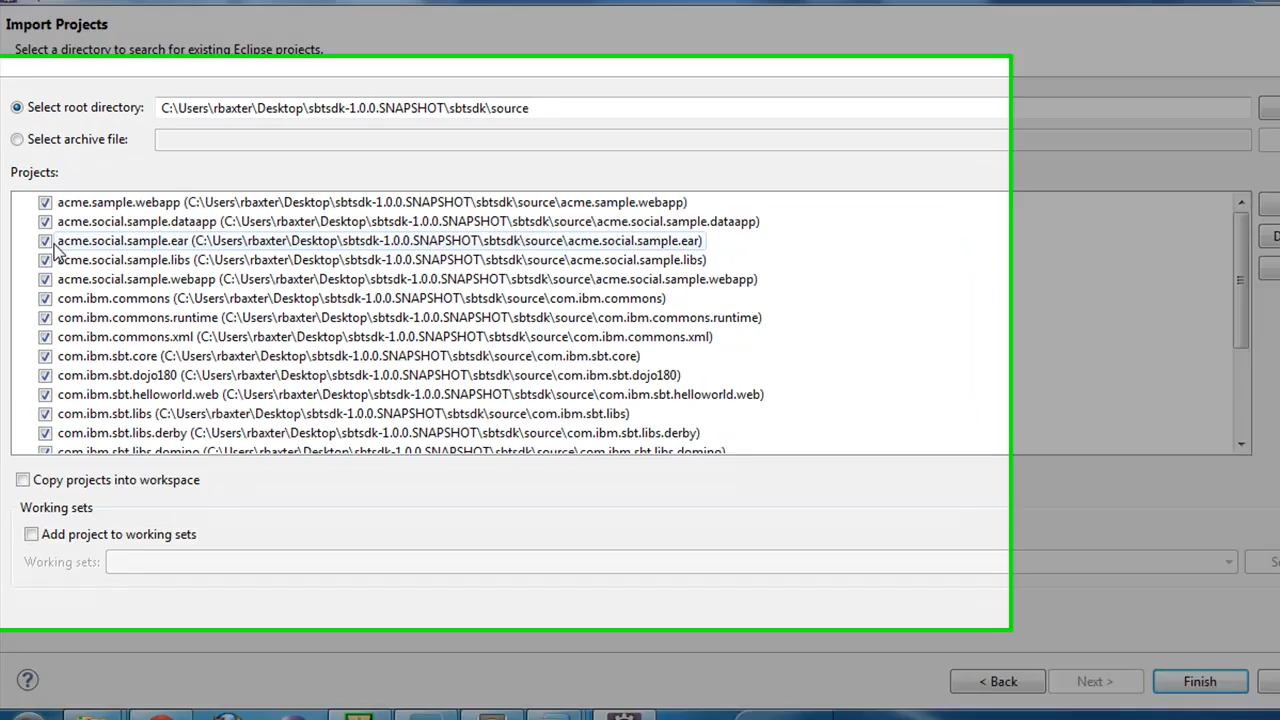 Import Projects
Select a directory to search for existing Eclipse projects.
Select root directory: C:\Users\rbaxter\Desktop\sbtsdk-1.0.0.SNAPSHOT\sbtsdk\source
Select archive file:
Projects:
acme.sample.webapp (C:\Users\rbaxter\Desktop\sbtsdk-1.0.0.SNAPSHOT\sbtsdk\source\acme.sample.webapp)
acme.social.sample.dataapp (C:\Users\rbaxter\Desktop\sbtsdk-1.0.0.SNAPSHOT\sbtsdk\source\acme.social.sample.dataapp)
acme.social.sample.ear (C:\Users\rbaxter\Desktop\sbtsdk-1.0.0.SNAPSHOT\sbtsdk\source\acme.social.sample.ear)
acme.social.sample.libs (C:\Users\rbaxter\Desktop\sbtsdk-1.0.0.SNAPSHOT\sbtsdk\source\acme.social.sample.libs)
acme.social.sample.webapp (C:\Users\rbaxter\Desktop\sbtsdk-1.0.0.SNAPSHOT\sbtsdk\source\acme.social.sample.webapp)
com.ibm.commons (C:\Users\rbaxter\Desktop\sbtsdk-1.0.0.SNAPSHOT\sbtsdk\source\com.ibm.commons)
com.ibm.commons.runtime (C:\Users\rbaxter\Desktop\sbtsdk-1.0.0.SNAPSHOT\sbtsdk\source\com.ibm.commons.runtime)
com.ibm.commons.xml (C:\Users\rbaxter\Desktop\sbtsdk-1.0.0.SNAPSHOT\sbtsdk\source\com.ibm.commons.xml)
com.ibm.sbt.core (C:\Users\rbaxter\Desktop\sbtsdk-1.0.0.SNAPSHOT\sbtsdk\source\com.ibm.sbt.core)
com.ibm.sbt.dojo180 (C:\Users\rbaxter\Desktop\sbtsdk-1.0.0.SNAPSHOT\sbtsdk\source\com.ibm.sbt.dojo180)
com.ibm.sbt.helloworld.web (C:\Users\rbaxter\Desktop\sbtsdk-1.0.0.SNAPSHOT\sbtsdk\source\com.ibm.sbt.helloworld.web)
com.ibm.sbt.libs (C:\Users\rbaxter\Desktop\sbtsdk-1.0.0.SNAPSHOT\sbtsdk\source\com.ibm.sbt.libs)
com.ibm.sbt.libs.derby (C:\Users\rbaxter\Desktop\sbtsdk-1.0.0.SNAPSHOT\sbtsdk\source\com.ibm.sbt.libs.derby)
com.ibm.sbt.libs.domino (C:\Users\rbaxter\Desktop\sbtsdk-1.0.0.SNAPSHOT\sbtsdk\source\com.ibm.sbt.libs.domino)
Copy projects into workspace
Working sets
Add project to working sets
Working sets:
? < Back Next > Finish